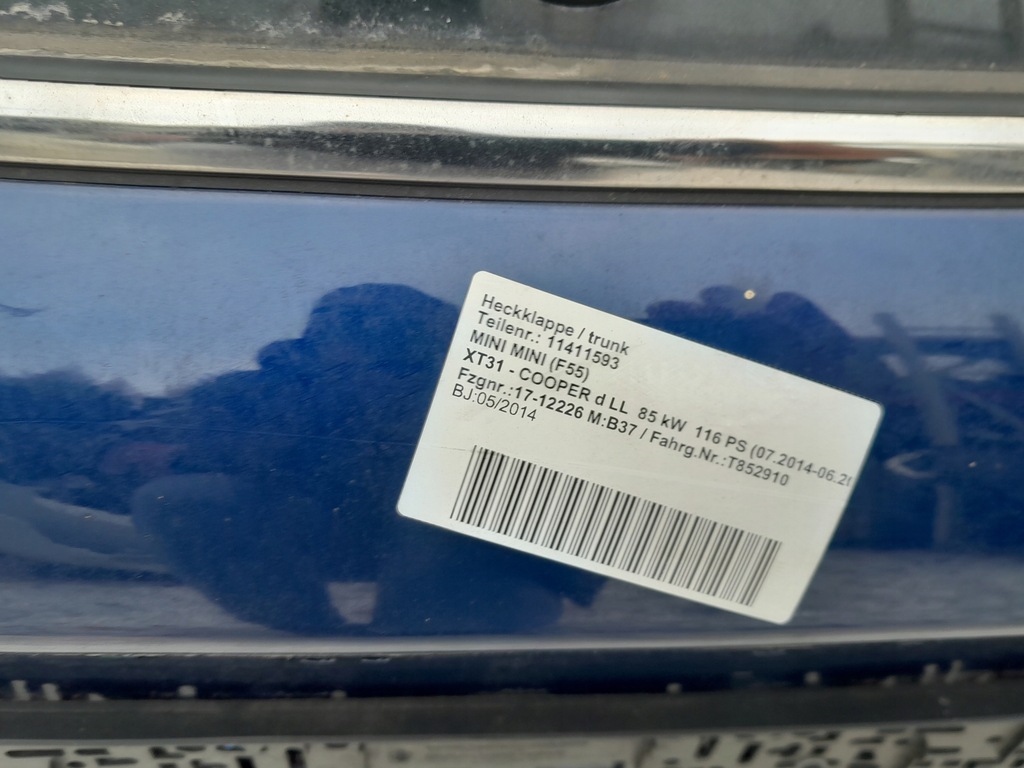 Heckklappe / trunk
Teilenr.: 11411593
MINI MINI (F55)
XT31 - COOPER d LL 85 kW 116 PS (07.2014-06.20
Fzgnr.:17-12226 M:B37 / Fahrg.Nr.:T852910
BJ:05/2014